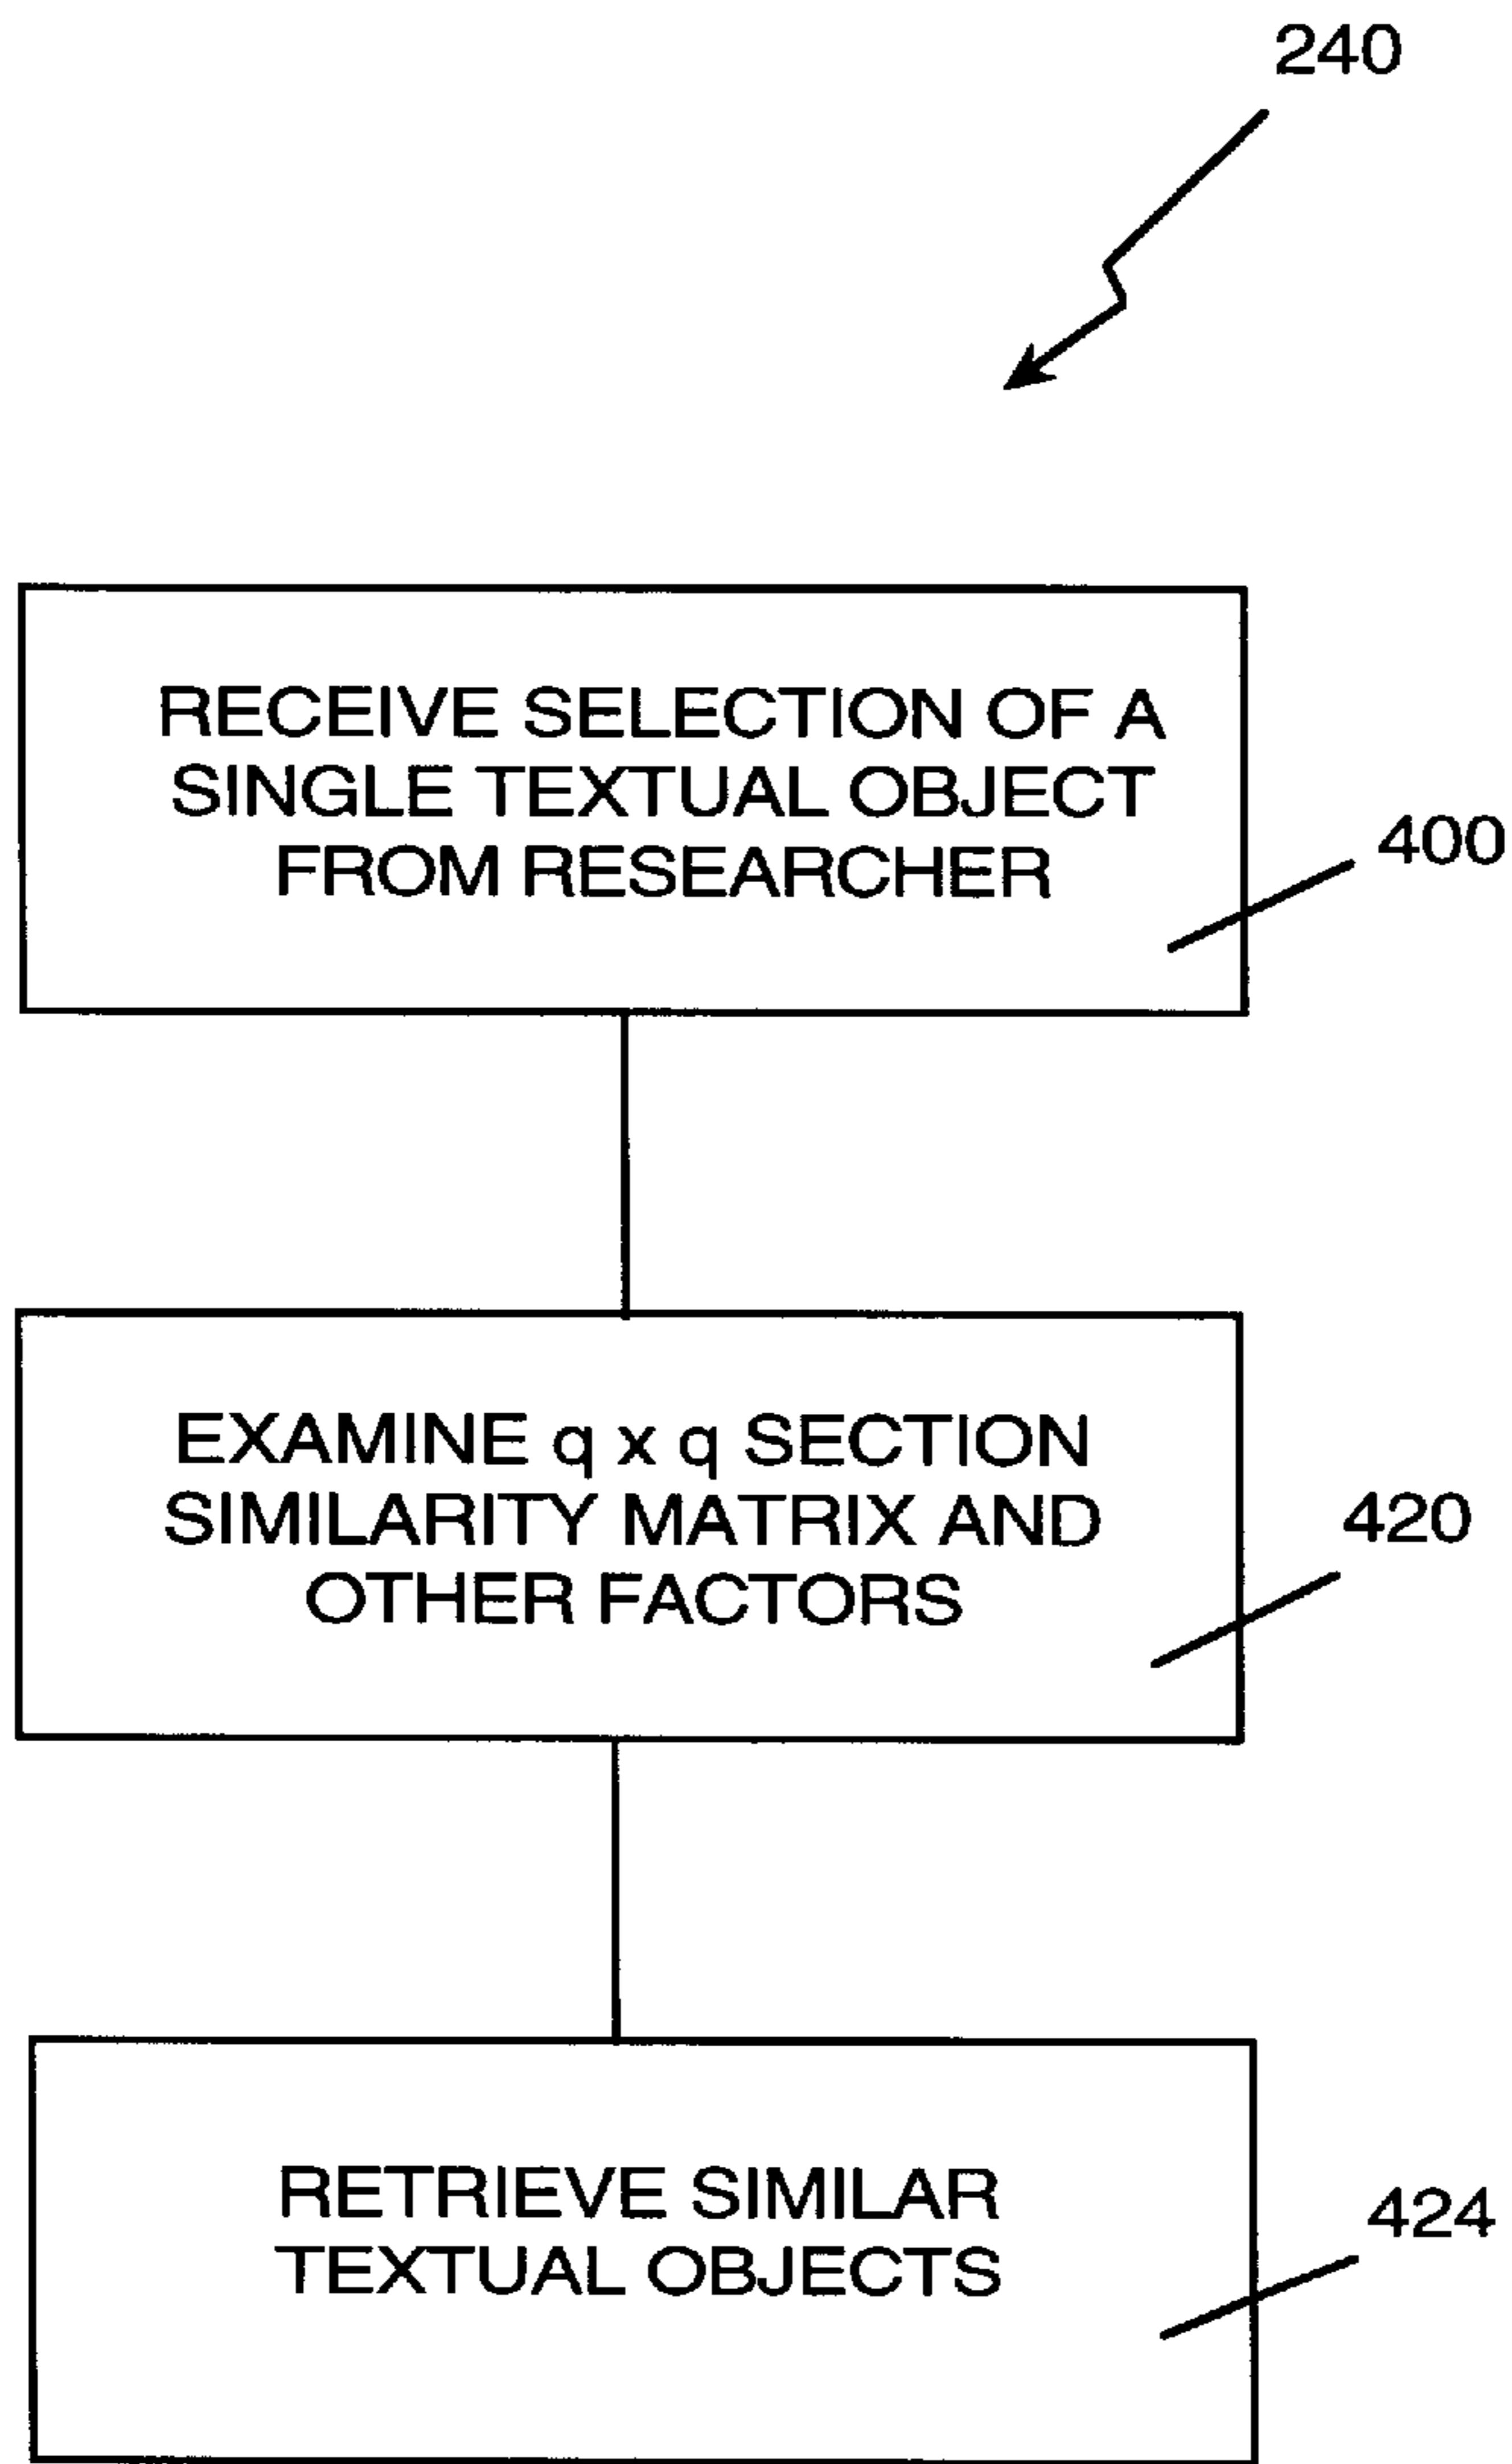 240
RECEIVE SELECTION OF A
SINGLE TEXTUAL OBJECT
FROM RESEARCHER
400
EXAMINE q x q SECTION
SIMILARITY MATRIX AND
OTHER FACTORS
420
RETRIEVE SIMILAR
TEXTUAL OBJECTS
424